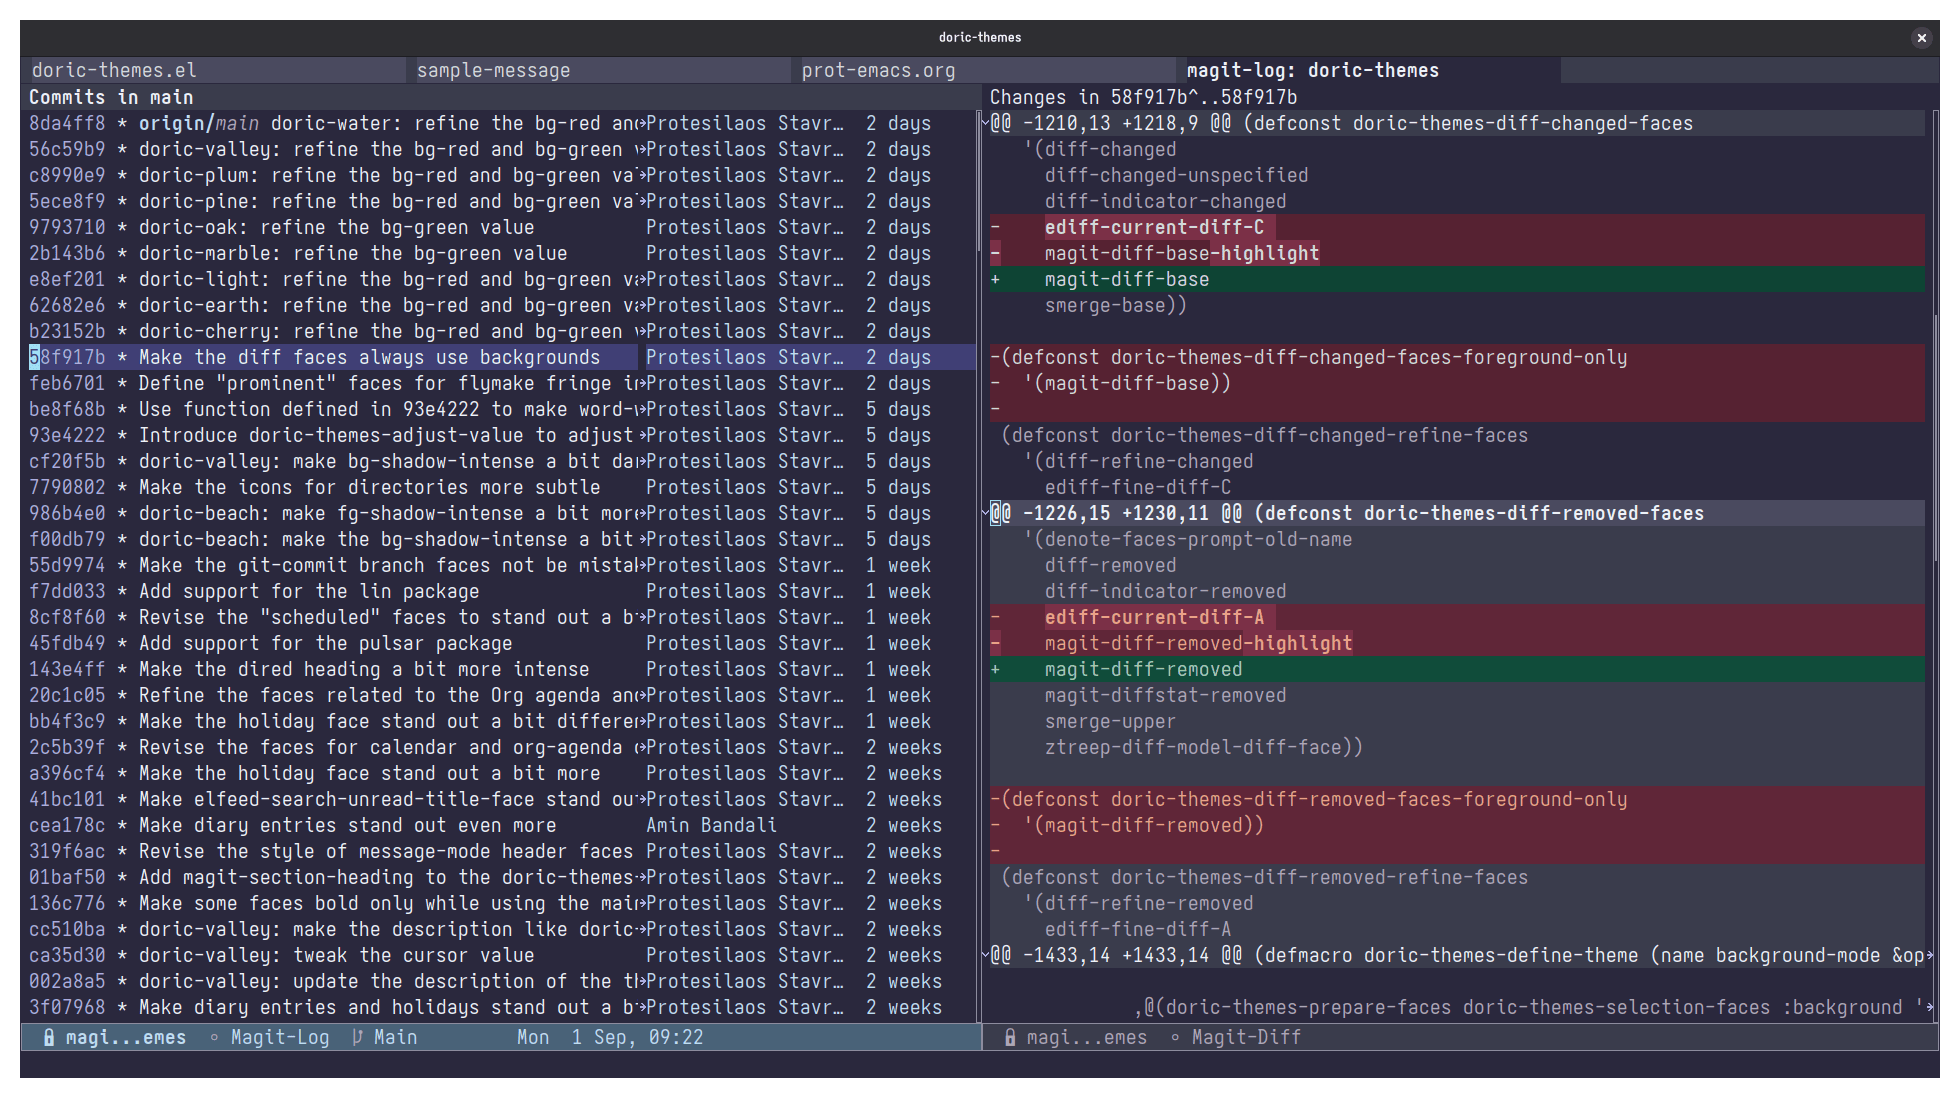 doric-themes
doric-themes.el sample-message prot-emacs.org magit-log: doric-themes
Commits in main
8da4ff8 * origin/main doric-water: refine the bg-red and Protesilaos Stavr… 2 days
56c59b9 * doric-valley: refine the bg-red and bg-green Protesilaos Stavr… 2 days
c8990e9 * doric-plum: refine the bg-red and bg-green va Protesilaos Stavr… 2 days
5ece8f9 * doric-pine: refine the bg-red and bg-green va Protesilaos Stavr… 2 days
9793710 * doric-oak: refine the bg-green value Protesilaos Stavr… 2 days
2b143b6 * doric-marble: refine the bg-green value Protesilaos Stavr… 2 days
e8ef201 * doric-light: refine the bg-red and bg-green va Protesilaos Stavr… 2 days
62682e6 * doric-earth: refine the bg-red and bg-green va Protesilaos Stavr… 2 days
b23152b * doric-cherry: refine the bg-red and bg-green Protesilaos Stavr… 2 days
58f917b * Make the diff faces always use backgrounds Protesilaos Stavr… 2 days
feb6701 * Define "prominent" faces for flymake fringe in Protesilaos Stavr… 2 days
be8f68b * Use function defined in 93e4222 to make word- Protesilaos Stavr… 5 days
93e4222 * Introduce doric-themes-adjust-value to adjust Protesilaos Stavr… 5 days
cf20f5b * doric-valley: make bg-shadow-intense a bit da Protesilaos Stavr… 5 days
7790802 * Make the icons for directories more subtle Protesilaos Stavr… 5 days
986b4e0 * doric-beach: make fg-shadow-intense a bit more Protesilaos Stavr… 5 days
f00db79 * doric-beach: make the bg-shadow-intense a bit Protesilaos Stavr… 5 days
55d9974 * Make the git-commit branch faces not be mista Protesilaos Stavr… 1 week
f7dd033 * Add support for the lin package Protesilaos Stavr… 1 week
8cf8f60 * Revise the "scheduled" faces to stand out a b Protesilaos Stavr… 1 week
45fdb49 * Add support for the pulsar package Protesilaos Stavr… 1 week
143e4ff * Make the dired heading a bit more intense Protesilaos Stavr… 1 week
20c1c05 * Refine the faces related to the Org agenda and Protesilaos Stavr… 1 week
bb4f3c9 * Make the holiday face stand out a bit differe Protesilaos Stavr… 1 week
2c5b39f * Revise the faces for calendar and org-agenda Protesilaos Stavr… 2 weeks
a396cf4 * Make the holiday face stand out a bit more Protesilaos Stavr… 2 weeks
41bc101 * Make elfeed-search-unread-title-face stand ou Protesilaos Stavr… 2 weeks
cea178c * Make diary entries stand out even more Amin Bandali 2 weeks
319f6ac * Revise the style of message-mode header faces Protesilaos Stavr… 2 weeks
01baf50 * Add magit-section-heading to the doric-themes- Protesilaos Stavr… 2 weeks
136c776 * Make some faces bold only while using the main Protesilaos Stavr… 2 weeks
cc510ba * doric-valley: make the description like doric- Protesilaos Stavr… 2 weeks
ca35d30 * doric-valley: tweak the cursor value Protesilaos Stavr… 2 weeks
002a8a5 * doric-valley: update the description of the th Protesilaos Stavr… 2 weeks
3f07968 * Make diary entries and holidays stand out a b Protesilaos Stavr… 2 weeks
magi...emes Magit-Log Main Mon 1 Sep, 09:22
Changes in 58f917b^..58f917b
@@ -1210,13 +1218,9 @@ (defconst doric-themes-diff-changed-faces
'(diff-changed
diff-changed-unspecified
diff-indicator-changed
- ediff-current-diff-C
- magit-diff-base-highlight
+ magit-diff-base
smerge-base))
-(defconst doric-themes-diff-changed-faces-foreground-only
- '(magit-diff-base))
-
(defconst doric-themes-diff-changed-refine-faces
'(diff-refine-changed
ediff-fine-diff-C
@@ -1226,15 +1230,11 @@ (defconst doric-themes-diff-removed-faces
'(denote-faces-prompt-old-name
diff-removed
diff-indicator-removed
- ediff-current-diff-A
- magit-diff-removed-highlight
+ magit-diff-removed
magit-diffstat-removed
smerge-upper
ztreep-diff-model-diff-face))
-(defconst doric-themes-diff-removed-faces-foreground-only
- '(magit-diff-removed))
-
(defconst doric-themes-diff-removed-refine-faces
'(diff-refine-removed
ediff-fine-diff-A
@@ -1433,14 +1433,14 @@ (defmacro doric-themes-define-theme (name background-mode &op
,@(doric-themes-prepare-faces doric-themes-selection-faces :background '
magi...emes Magit-Diff